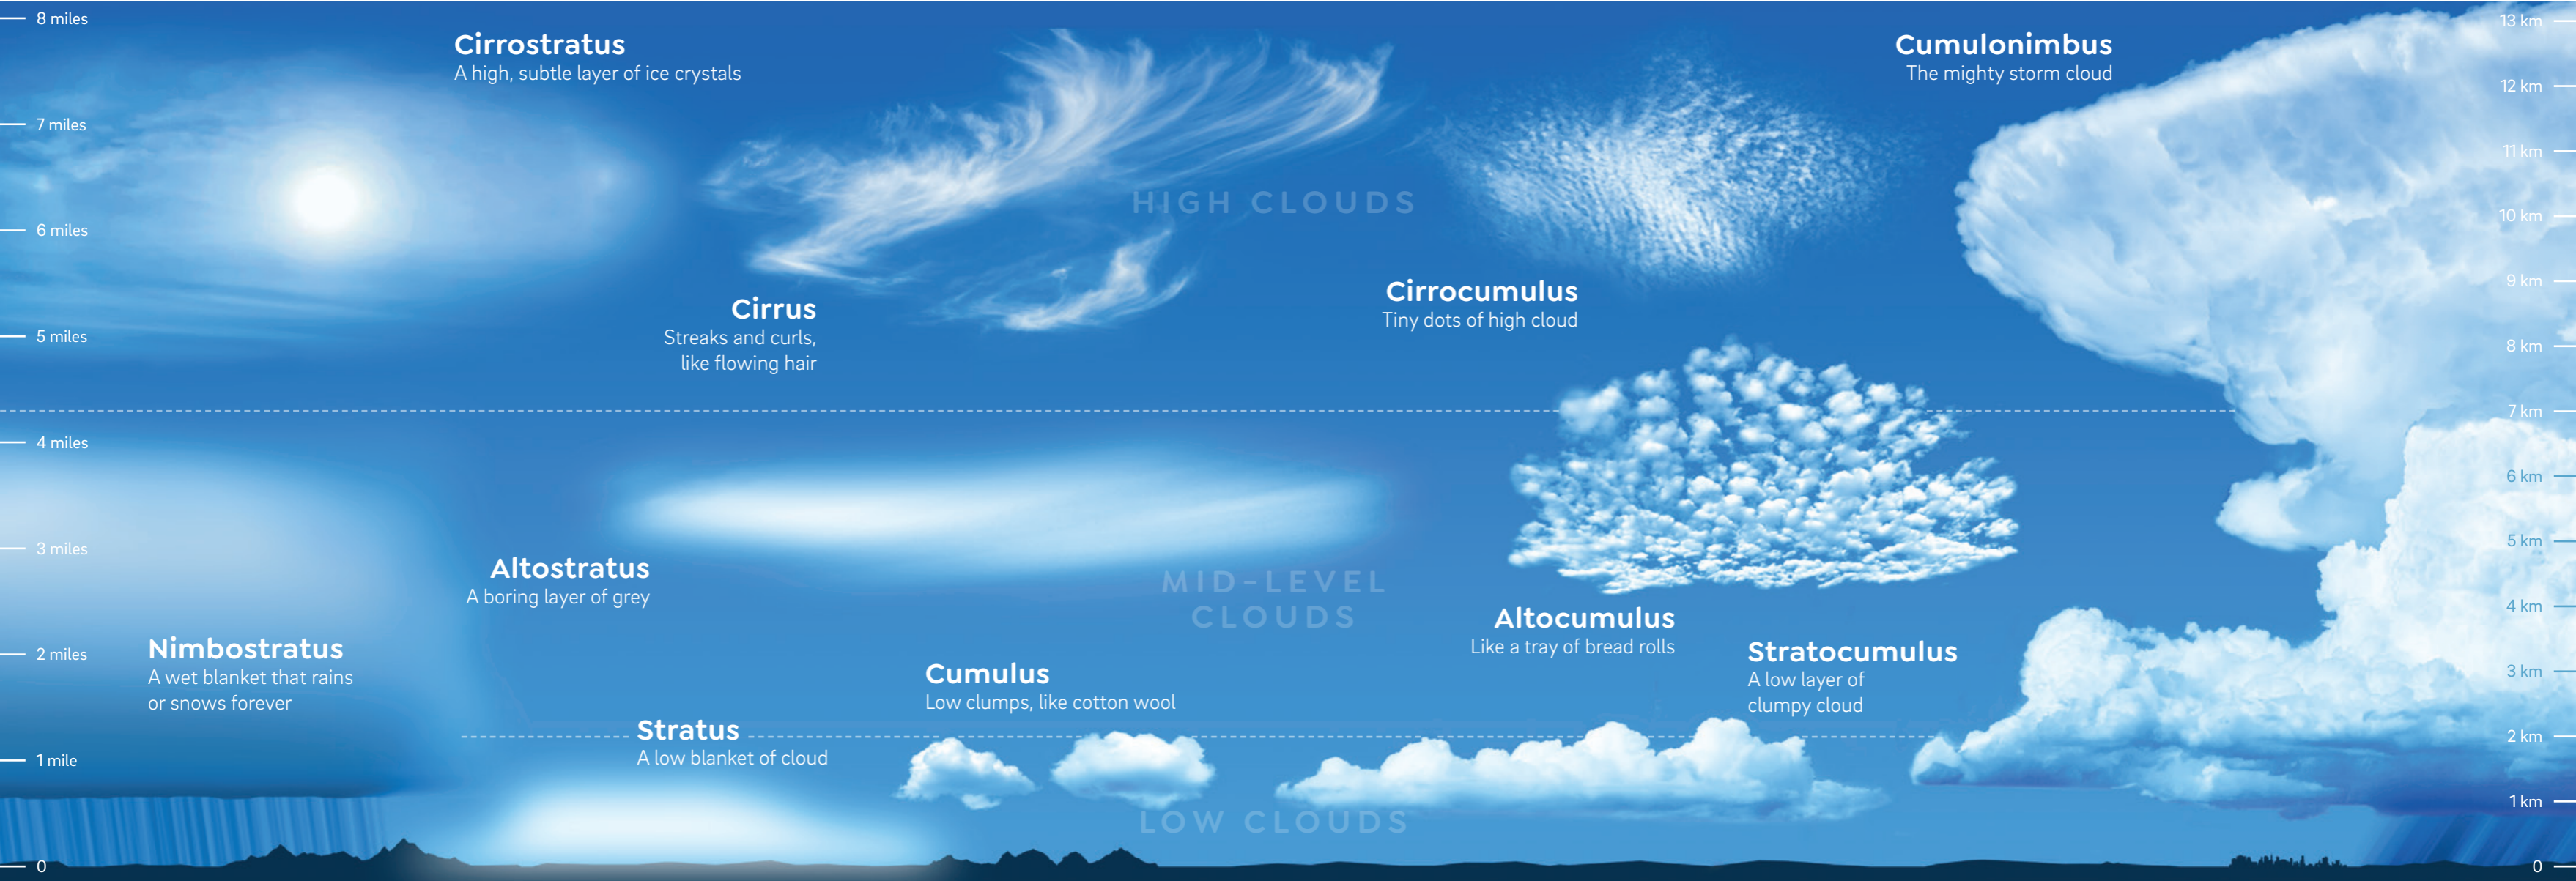 8 miles
7 miles
6 miles
5 miles
4 miles
3 miles
2 miles
1 mile
0
Cirrostratus
A high, subtle layer of ice crystals
Cirrus
Streaks and curls,
like flowing hair
HIGH CLOUDS
Cirrocumulus
Tiny dots of high cloud
Cumulonimbus
The mighty storm cloud
Altostratus
A boring layer of grey
MID-LEVEL
CLOUDS
Altocumulus
Like a tray of bread rolls
Nimbostratus
A wet blanket that rains
or snows forever
Stratus
A low blanket of cloud
Cumulus
Low clumps, like cotton wool
Stratocumulus
A low layer of
clumpy cloud
LOW CLOUDS
13 km
12 km
11 km
10 km
9 km
8 km
7 km
6 km
5 km
4 km
3 km
2 km
1 km
0